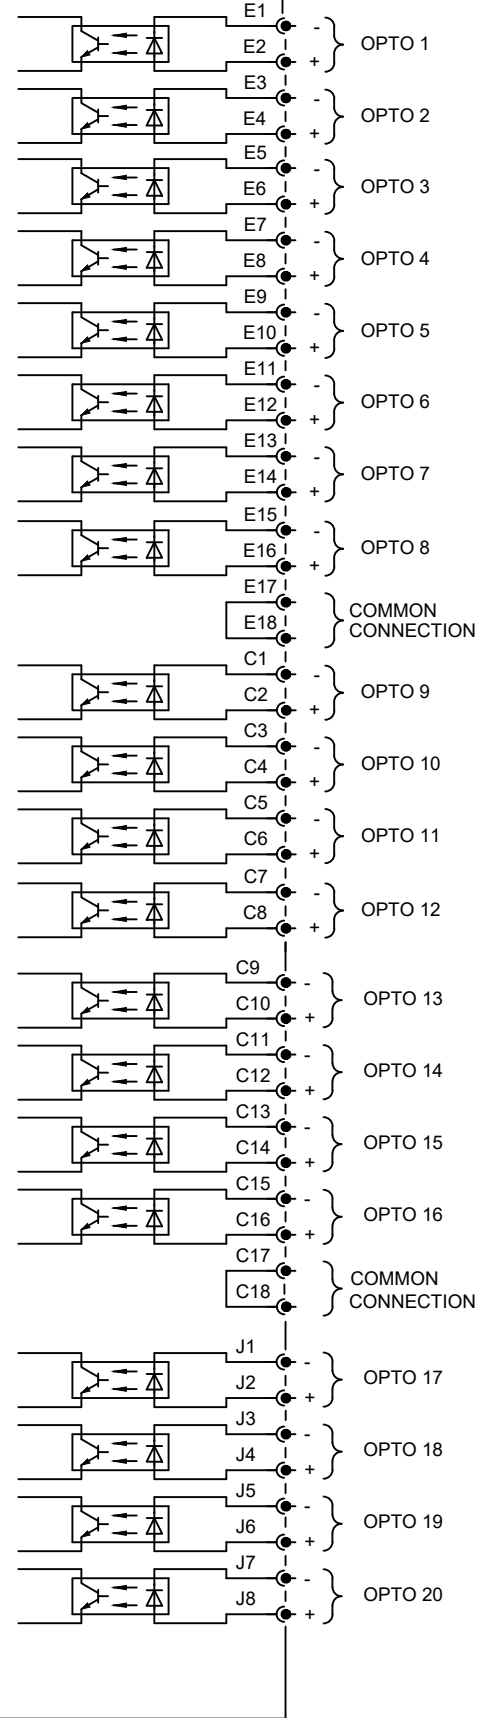 E1 -
OPTO 1
E2 +
E3 -
OPTO 2
E4 +
E5 -
OPTO 3
E6 +
E7 -
OPTO 4
E8 +
E9 -
OPTO 5
E10 +
E11 -
OPTO 6
E12 +
E13 -
OPTO 7
E14 +
E15 -
OPTO 8
E16 +
E17
COMMON
E18
CONNECTION
C1 -
OPTO 9
C2 +
C3 -
OPTO 10
C4 +
C5 -
OPTO 11
C6 +
C7 -
OPTO 12
C8 +
C9 -
OPTO 13
C10 +
C11 -
OPTO 14
C12 +
C13 -
OPTO 15
C14 +
C15 -
OPTO 16
C16 +
C17
COMMON
C18
CONNECTION
J1 -
OPTO 17
J2 +
J3 -
OPTO 18
J4 +
J5 -
OPTO 19
J6 +
J7 -
OPTO 20
J8 +